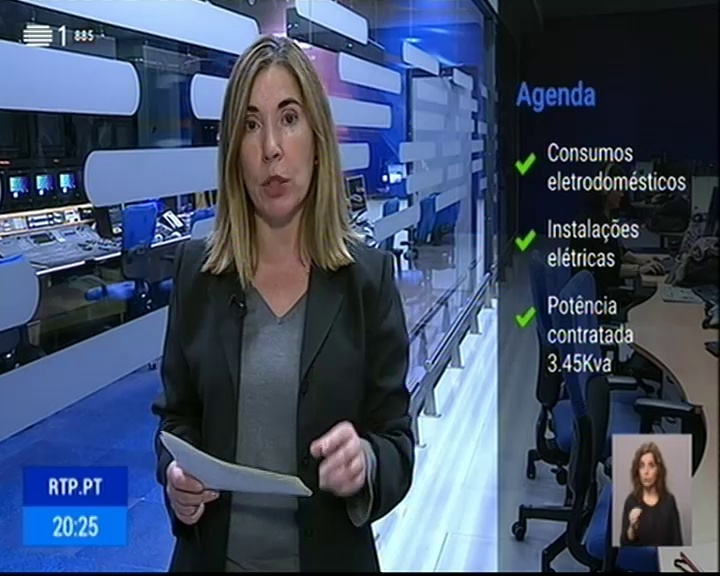 1 885
Agenda
Consumos
eletrodomésticos
Instalações
elétricas
Potência
contratada
3.45Kva
RTP.PT
20:25